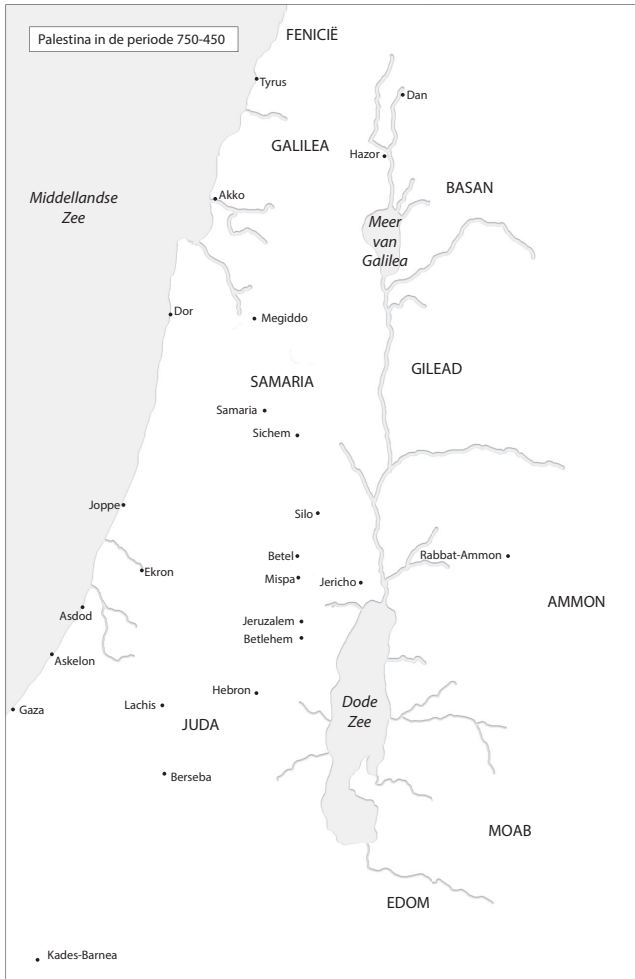 Palestina in de periode 750-450
FENICIË
Tyrus
Dan
GALILEA
Hazor
BASAN
Middellandse
Zee
Akko
Meer
van
Galilea
Dor
Megiddo
GILEAD
SAMARIA
Samaria
Sichem
Joppe
Silo
Betel
Rabbat-Ammon
Ekron
Mispa
Jericho
AMMON
Asdod
Jeruzalem
Betlehem
Askelon
Hebron
Dode
Zee
Gaza
Lachis
JUDA
Berseba
MOAB
EDOM
Kades-Barnea